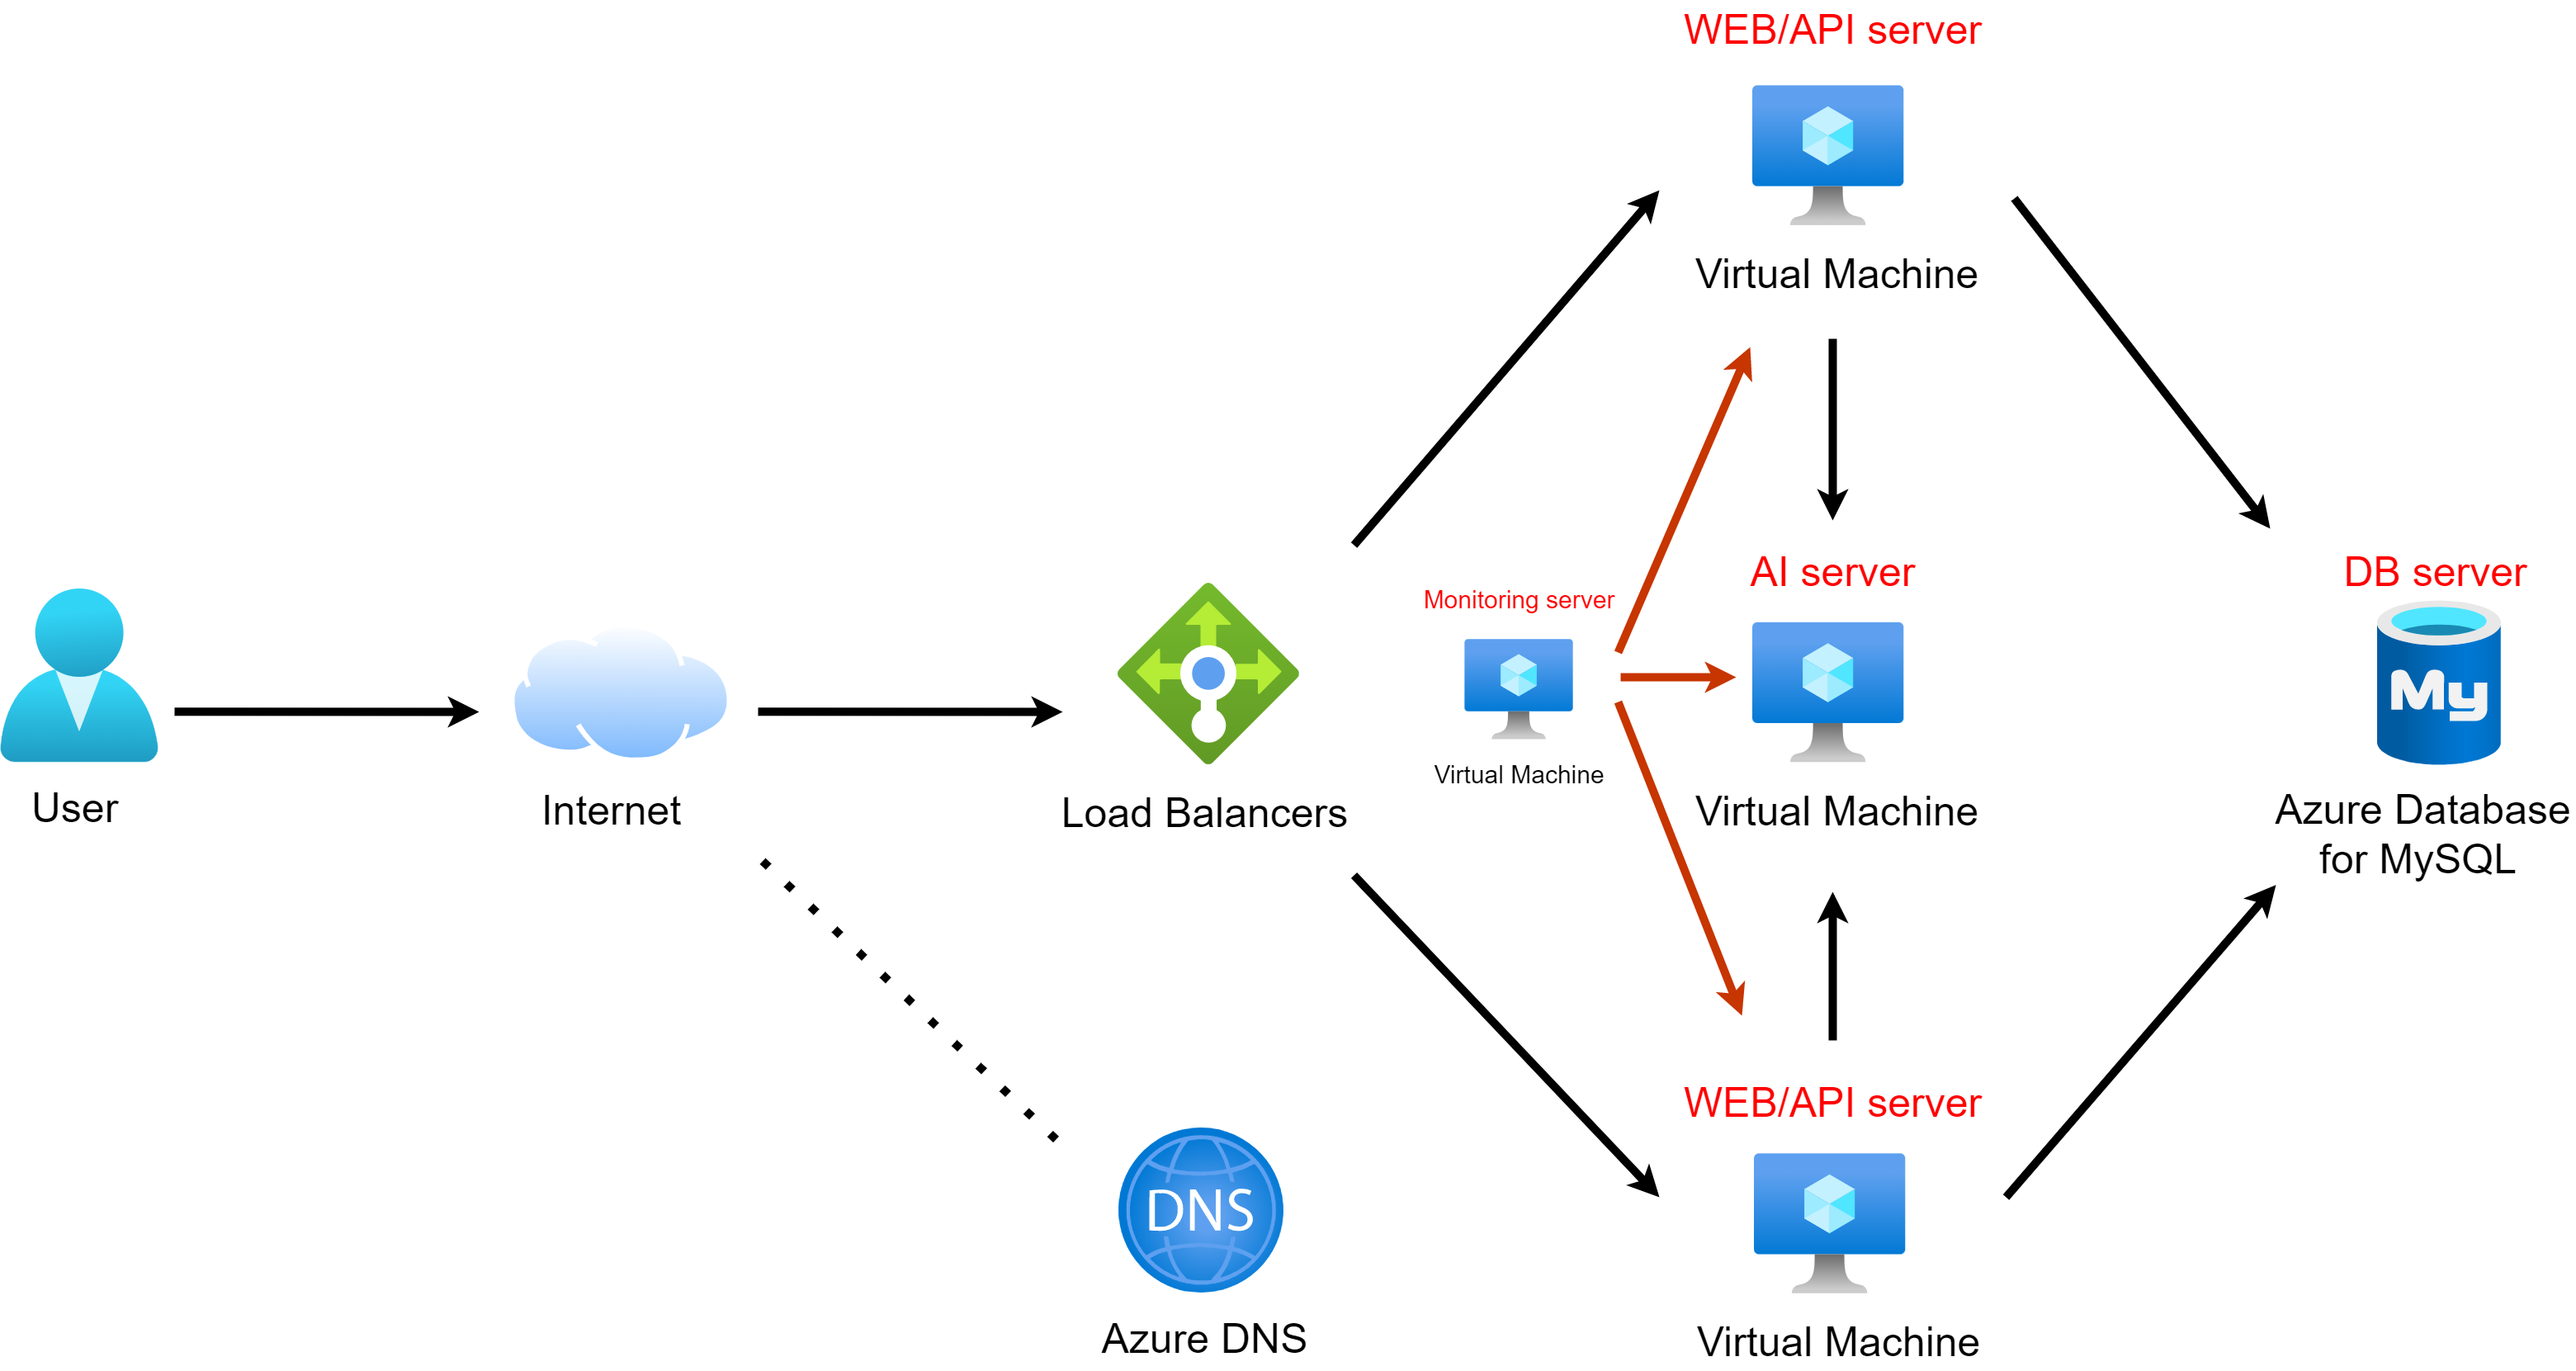 WEB/API server
Virtual Machine
AI server
Monitoring server
DB server
My
Virtual Machine
User
Internet
Load Balancers
Virtual Machine
Azure Database
for MySQL
WEB/API server
DNS
Azure DNS
Virtual Machine